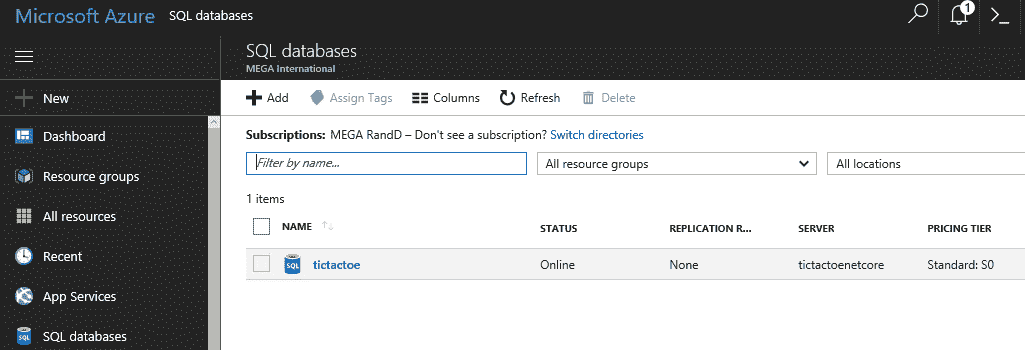 Microsoft Azure SQL databases
1
SQL databases
MEGA International
New
Add Assign Tags Columns Refresh Delete
Dashboard
Subscriptions: MEGA RandD – Don't see a subscription? Switch directories
Filter by name... All resource groups All locations
Resource groups
1 items
All resources
NAME STATUS REPLICATION R... SERVER PRICING TIER
Recent
SQL tictactoe Online None tictactoenetcore Standard: S0
App Services
SQL SQL databases